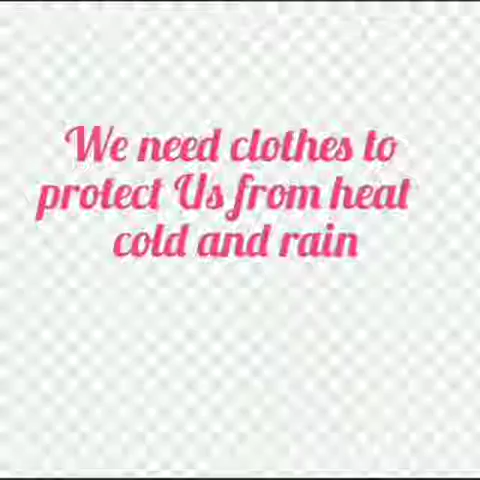 We need clothes to
protect Us from heat
cold and rain